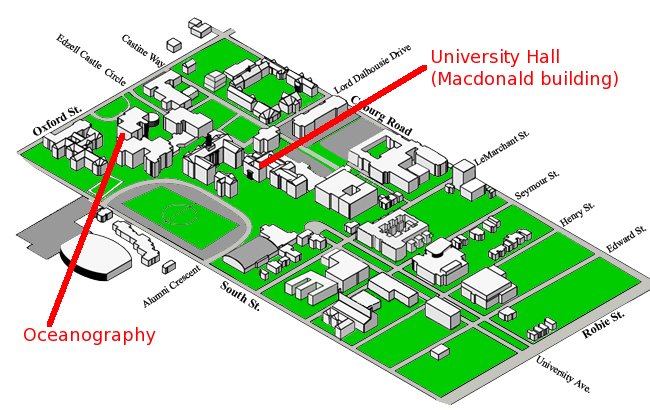 Edzell Castle Circle
Castine Way
Lord Dalhousie Drive
University Hall
(Macdonald building)
Oxford St.
Coburg Road
LeMarchant St.
Seymour St.
Henry St.
Edward St.
Alumni Crescent
South St.
Robie St.
Oceanography
University Ave.